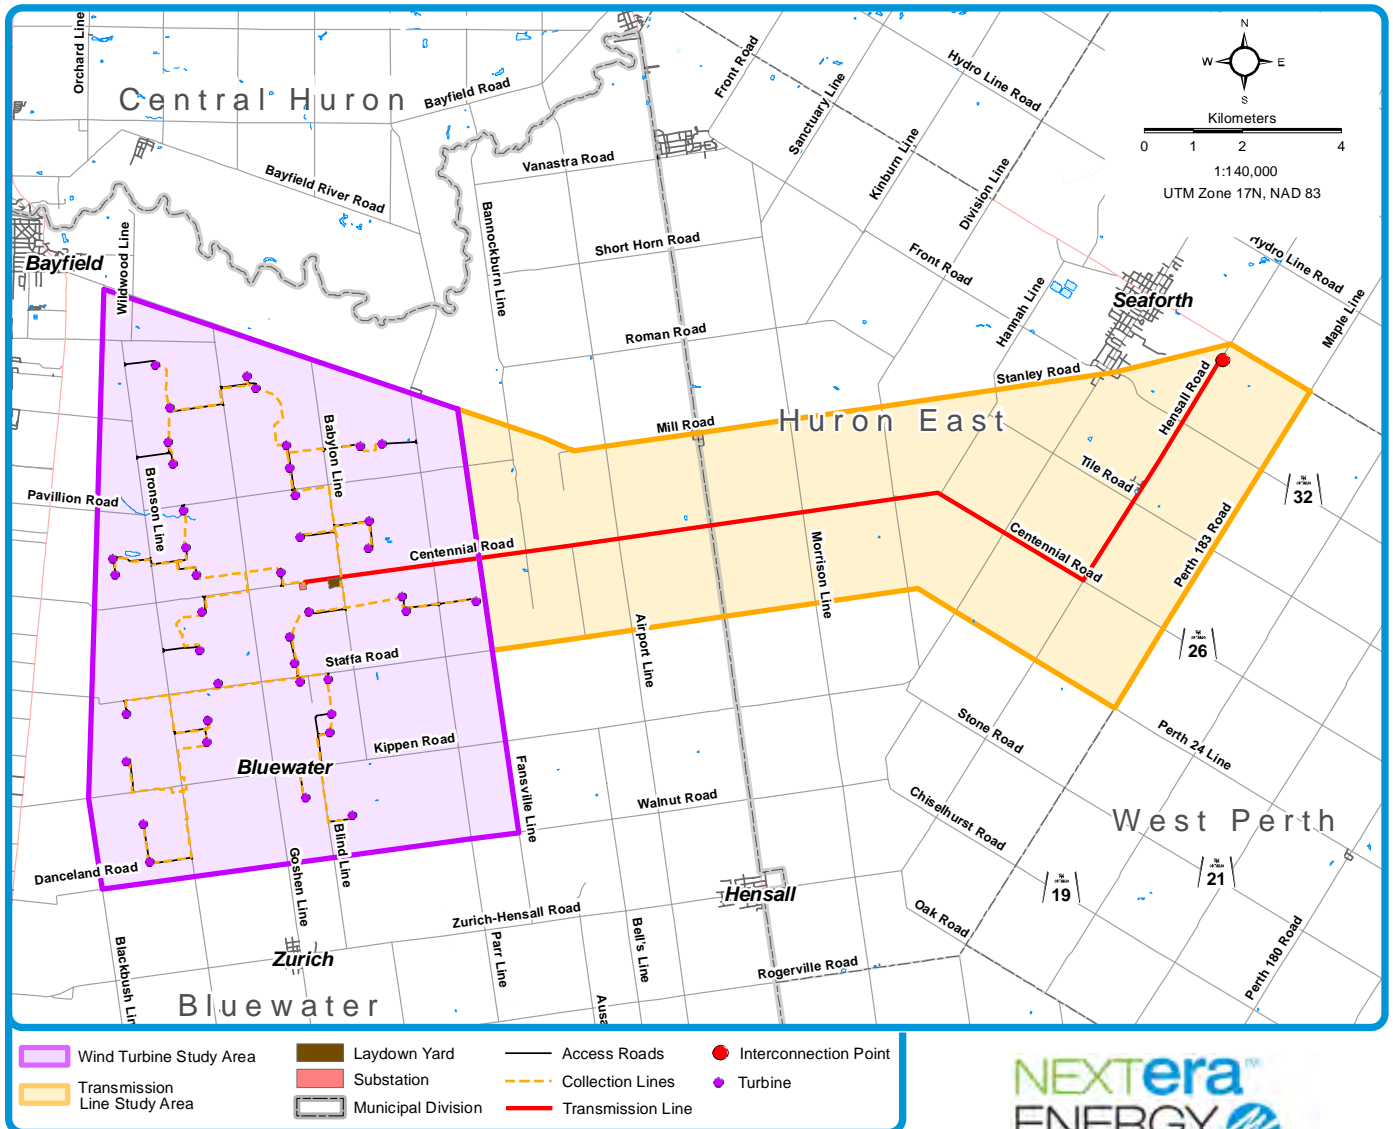 Orchard Line
Central Huron
Bayfield Road
Front Road
Sanctuary Line
Hydro Line Road
N
W
E
S
Kilometers
0 1 2 4
1:140,000
UTM Zone 17N, NAD 83
Vanastra Road
Kinburn Line
Division Line
Bayfield River Road
Bannockburn Line
Wildwood Line
Bayfield
Short Horn Road
Front Road
Hydro Line Road
Hannah Line
Seaforth
Maple Line
Roman Road
Stanley Road
Mill Road
Huron East
Hensall Road
Babylon Line
Bronson Line
Pavillion Road
Tile Road
32
Centennial Road
Centennial Road
Morrison Line
Perth 183 Road
Airport Line
26
Staffa Road
Kippen Road
Bluewater
Stone Road
Perth 24 Line
Fansville Line
Walnut Road
Chiselhurst Road
West Perth
Blind Line
Goshen Line
Danceland Road
Hensall
19
21
Zurich-Hensall Road
Oak Road
Zurich
Blackbush Lin
Parr Line
Bell's Line
Rogerville Road
Perth 180 Road
Bluewater
Ausa
Wind Turbine Study Area
Transmission
Line Study Area
Laydown Yard
Substation
Municipal Division
Access Roads
Collection Lines
Transmission Line
Interconnection Point
Turbine
NEXTera
ENERGY